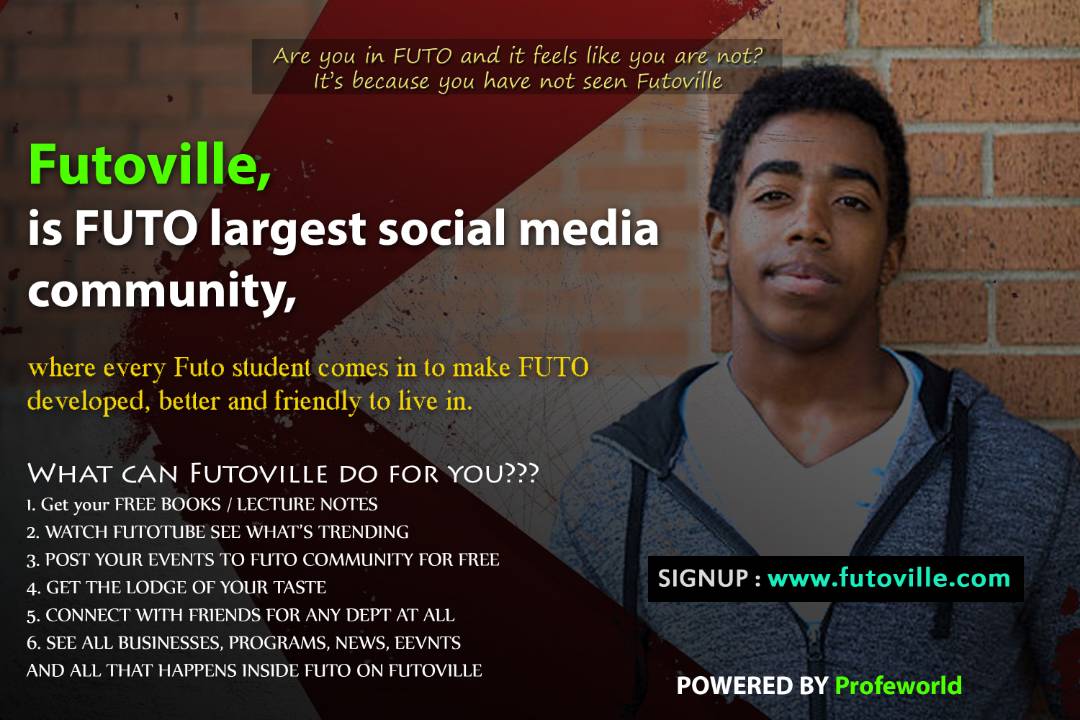 Are you in FUTO and it feels like you are not?
It's because you have not seen Futoville
Futoville,
is FUTO largest social media
community,
where every Futo student comes in to make FUTO
developed, better and friendly to live in.
WHAT CAN FUTOVILLE DO FOR YOU???
1. Get your FREE BOOKS / LECTURE NOTES
2. WATCH FUTOTUBE SEE WHAT'S TRENDING
3. POST YOUR EVENTS TO FUTO COMMUNITY FOR FREE
4. GET THE LODGE OF YOUR TASTE
5. CONNECT WITH FRIENDS FOR ANY DEPT AT ALL
6. SEE ALL BUSINESSES, PROGRAMS, NEWS, EEVNTS
AND ALL THAT HAPPENS INSIDE FUTO ON FUTOVILLE
SIGNUP : www.futoville.com
POWERED BY Profeworld